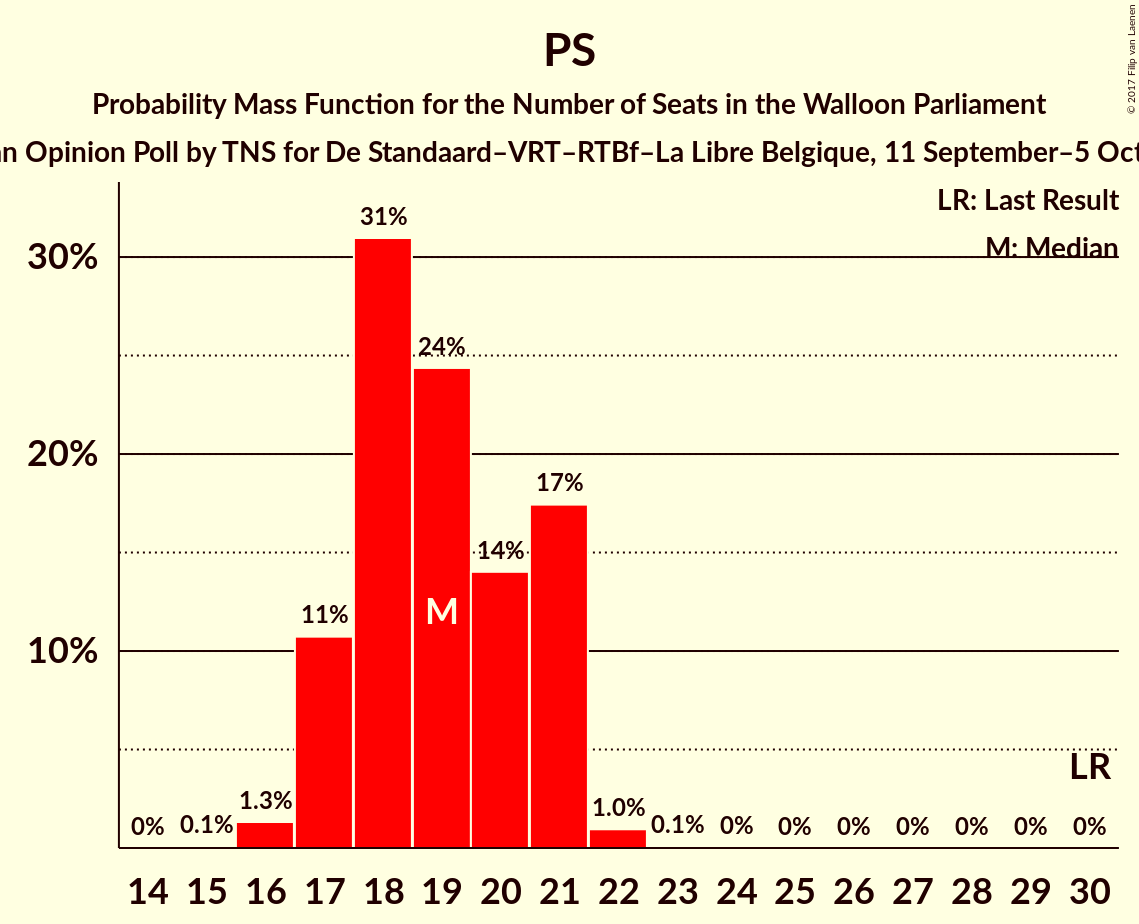 PS
Probability Mass Function for the Number of Seats in the Walloon Parliament
n Opinion Poll by TNS for De Standaard–VRT–RTBf–La Libre Belgique, 11 September–5 Oct
© 2017 Filip van Laenen
LR: Last Result
M: Median
30%
20%
10%
0%
0.1%
1.3%
11%
31%
24%
14%
17%
1.0%
0.1%
0%
0%
0%
0%
0%
0%
0%
M
LR
14 15 16 17 18 19 20 21 22 23 24 25 26 27 28 29 30